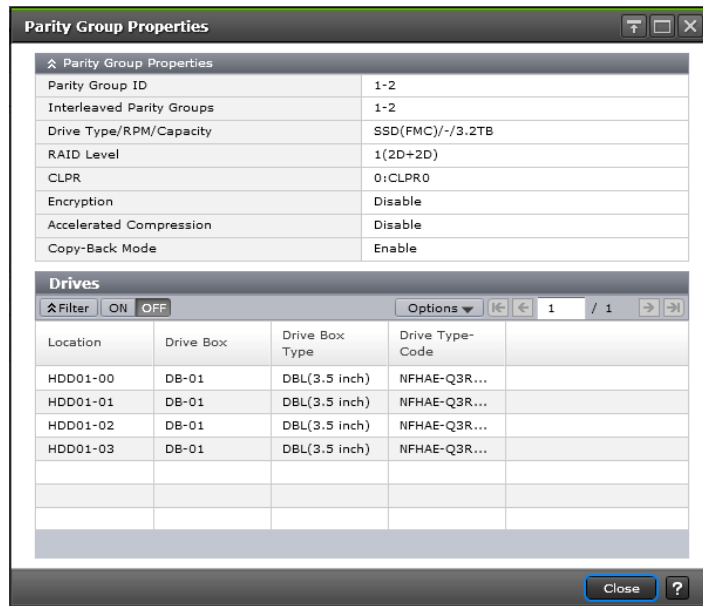 Parity Group Properties
Parity Group Properties
Parity Group ID 1-2
Interleaved Parity Groups 1-2
Drive Type/RPM/Capacity SSD(FMC)/-/3.2TB
RAID Level 1(2D+2D)
CLPR 0:CLPR0
Encryption Disable
Accelerated Compression Disable
Copy-Back Mode Enable
Drives
Filter ON OFF Options 1 / 1
Location Drive Box Drive Box Type Drive Type-Code
HDD01-00 DB-01 DBL(3.5 inch) NFHAE-Q3R...
HDD01-01 DB-01 DBL(3.5 inch) NFHAE-Q3R...
HDD01-02 DB-01 DBL(3.5 inch) NFHAE-Q3R...
HDD01-03 DB-01 DBL(3.5 inch) NFHAE-Q3R...
Close ?